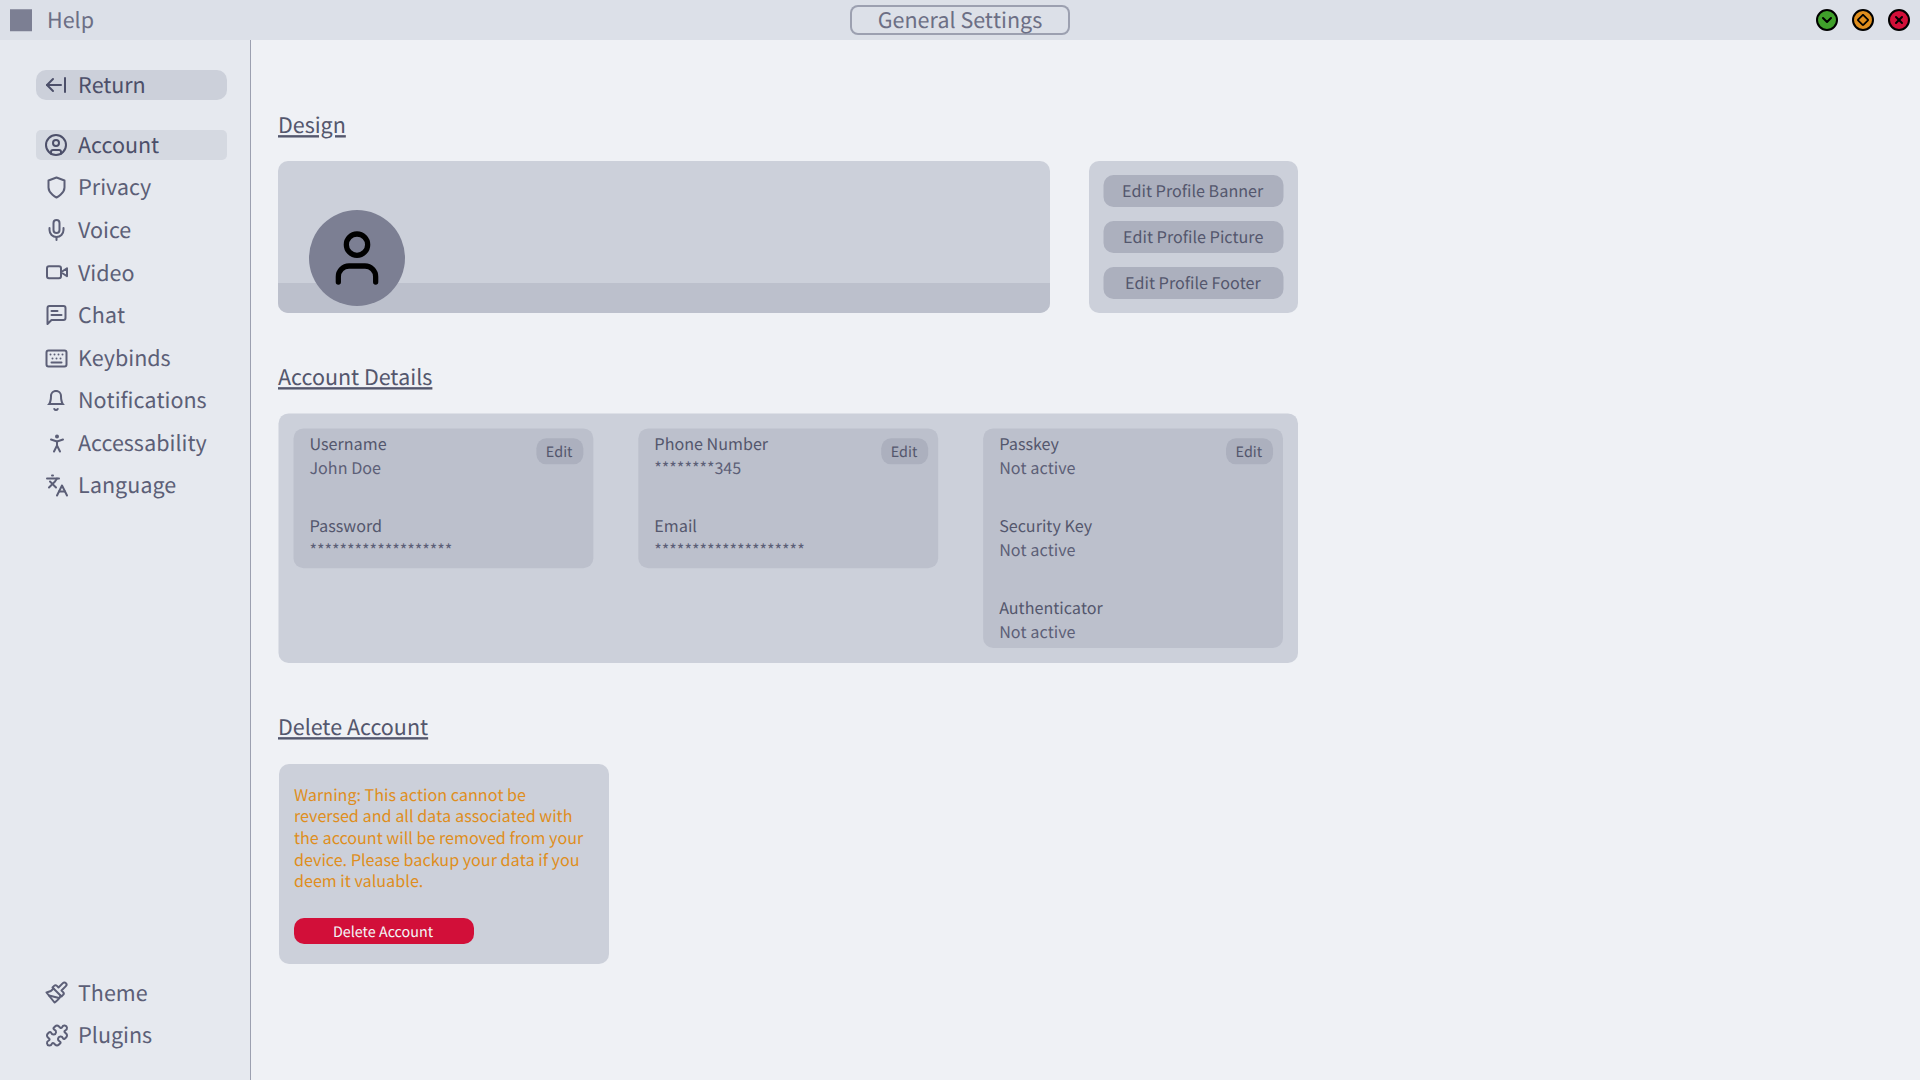 Help
General Settings
Return
Account
Privacy
Voice
Video
Chat
Keybinds
Notifications
Accessability
Language
Theme
Plugins
Design
Edit Profile Banner
Edit Profile Picture
Edit Profile Footer
Account Details
Username
Edit
John Doe
Password
*******************
Phone Number
Edit
********345
Email
********************
Passkey
Edit
Not active
Security Key
Not active
Authenticator
Not active
Delete Account
Warning: This action cannot be
reversed and all data associated with
the account will be removed from your
device. Please backup your data if you
deem it valuable.
Delete Account